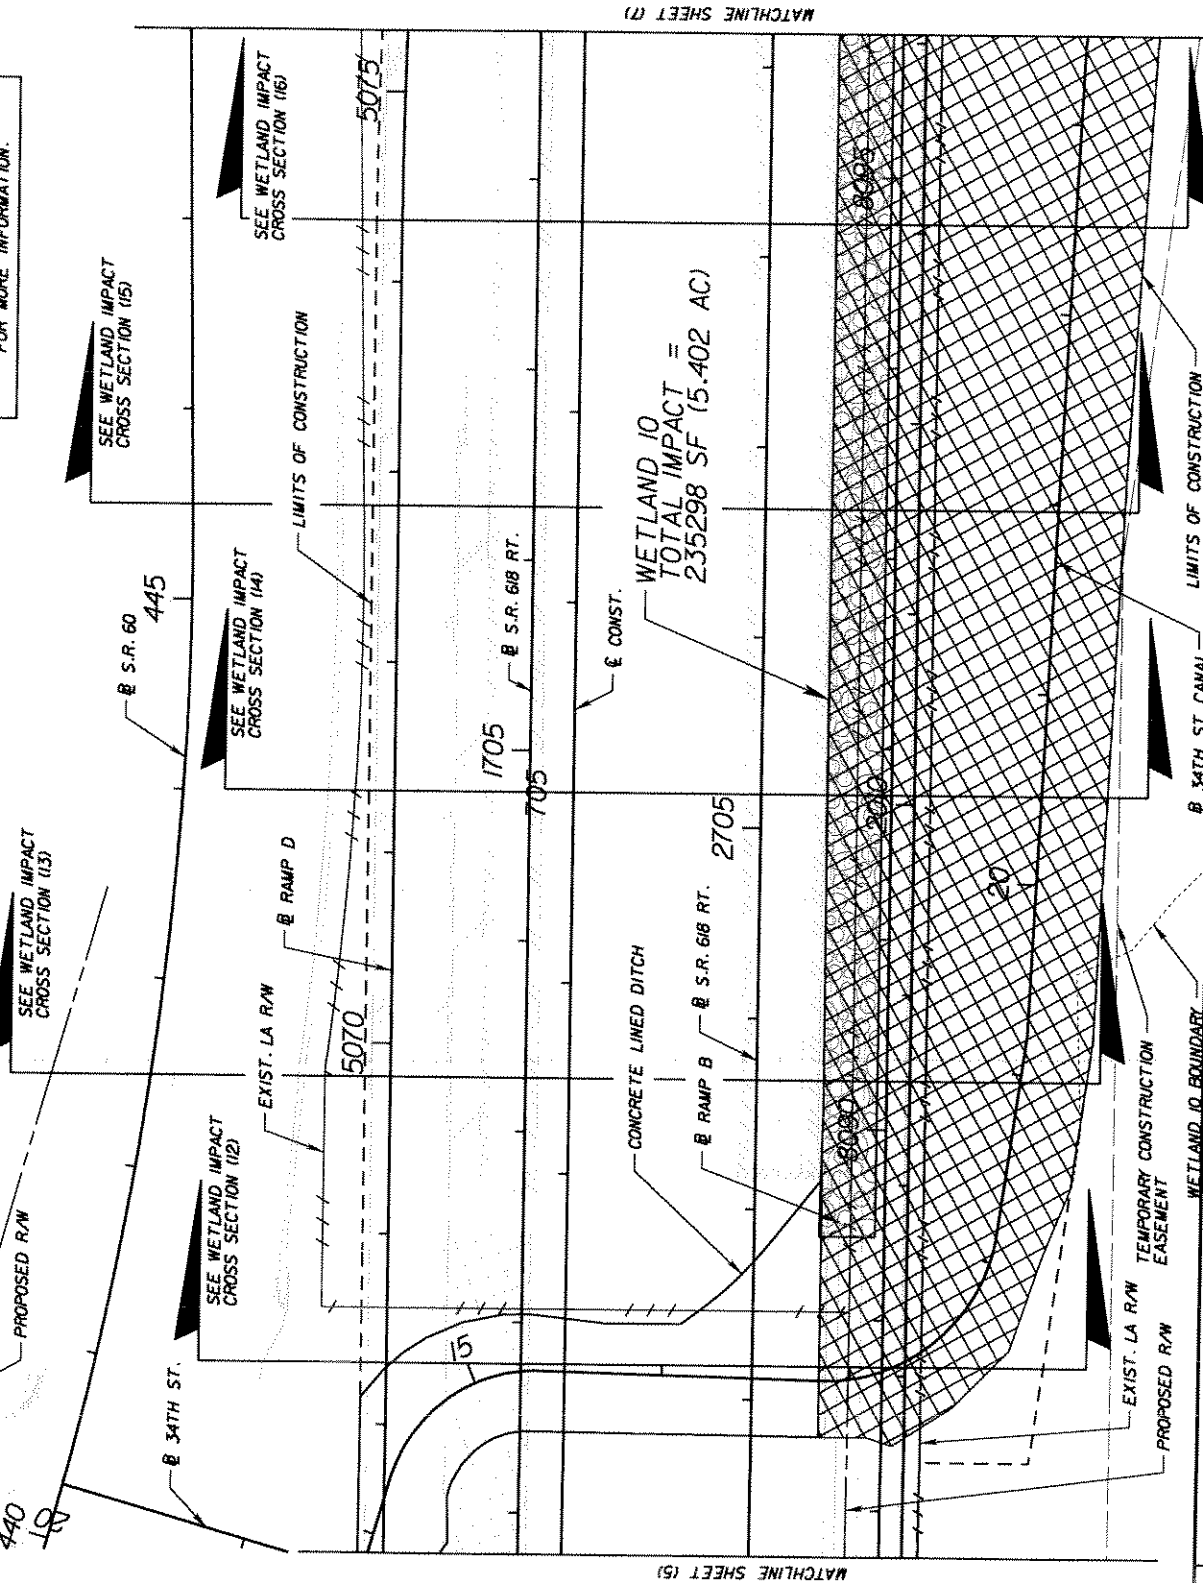 MATCHLINE SHEET (7)
FOR MORE INFORMATION.
SEE WETLAND IMPACT
CROSS SECTION (16)
5075
SEE WETLAND IMPACT
CROSS SECTION (15)
LIMITS OF CONSTRUCTION
8095
WETLAND 10
TOTAL IMPACT =
235298 SF (5.402 AC)
LIMITS OF CONSTRUCTION
SEE WETLAND IMPACT
CROSS SECTION (14)
S.R. 60
445
S.R. 618 RT.
CONST.
1705
705
2705
34TH ST CANAL
SEE WETLAND IMPACT
CROSS SECTION (13)
RAMP D
S.R. 618 RT.
20
EXIST. LA R/W
5070
CONCRETE LINED DITCH
RAMP B
8090
TEMPORARY CONSTRUCTION
EASEMENT
WETLAND 10 BOUNDARY
SEE WETLAND IMPACT
CROSS SECTION (12)
PROPOSED R/W
34TH ST.
15
EXIST. LA R/W
PROPOSED R/W
440
20
MATCHLINE SHEET (5)